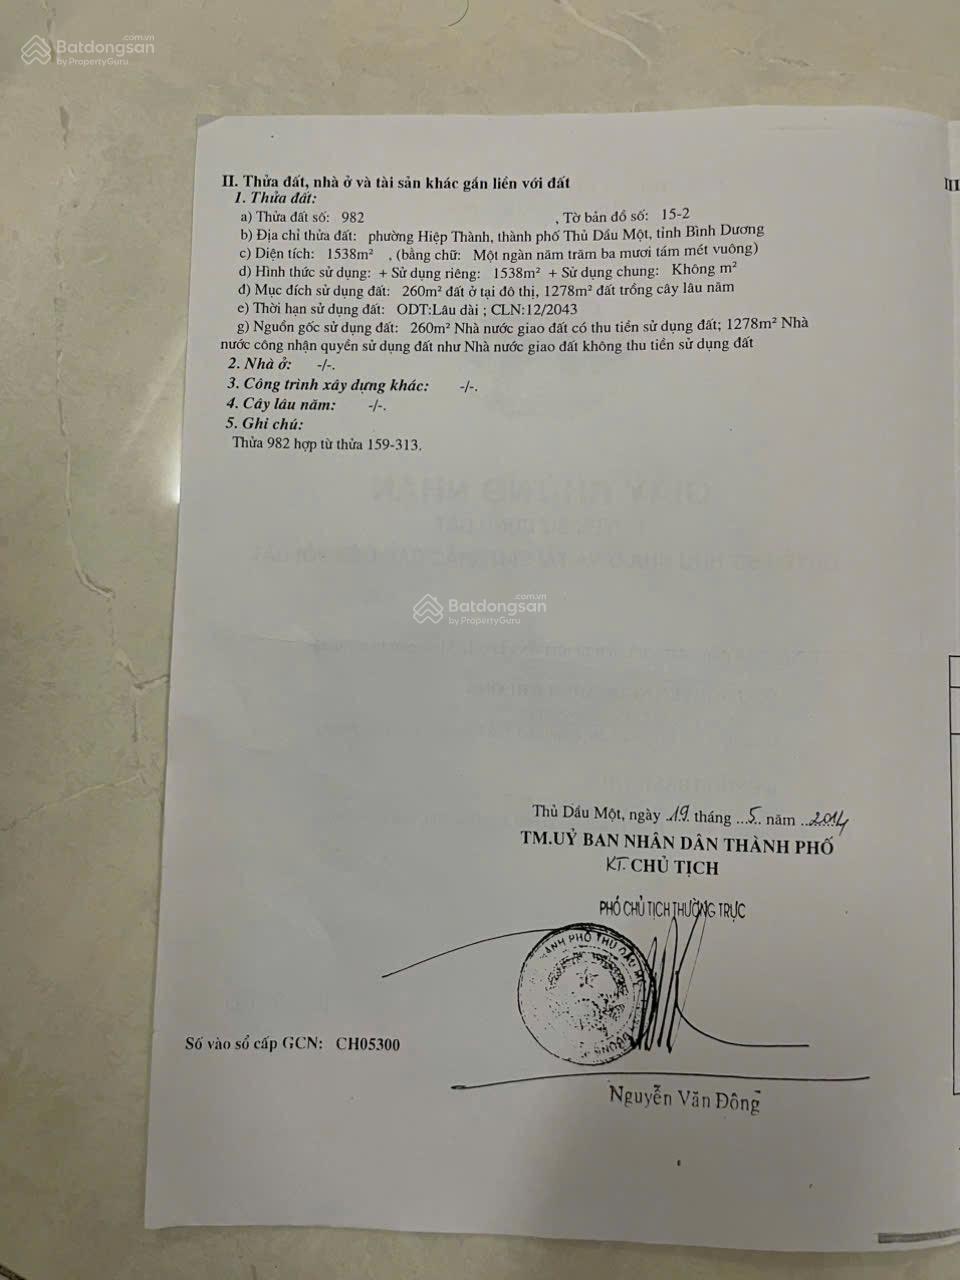 Batdongsan.com.vn
by PropertyGuru
II. Thửa đất, nhà ở và tài sản khác gắn liền với đất
III
1. Thửa đất:
a) Thửa đất số: 982 , Tờ bản đồ số: 15-2
b) Địa chỉ thửa đất: phường Hiệp Thành, thành phố Thủ Dầu Một, tỉnh Bình Dương
c) Diện tích: 1538m² , (bằng chữ: Một ngàn năm trăm ba mươi tám mét vuông)
d) Hình thức sử dụng: + Sử dụng riêng: 1538m² + Sử dụng chung: Không m²
đ) Mục đích sử dụng đất: 260m² đất ở tại đô thị, 1278m² đất trồng cây lâu năm
e) Thời hạn sử dụng đất: ODT:Lâu dài ; CLN:12/2043
g) Nguồn gốc sử dụng đất: 260m² Nhà nước giao đất có thu tiền sử dụng đất; 1278m² Nhà
nước công nhận quyền sử dụng đất như Nhà nước giao đất không thu tiền sử dụng đất
2. Nhà ở: -/-.
3. Công trình xây dựng khác: -/-.
4. Cây lâu năm: -/-.
5. Ghi chú:
Thửa 982 hợp từ thửa 159-313.
Batdongsan.com.vn
by PropertyGuru
Thủ Dầu Một, ngày 19 tháng 5 năm 2014
TM.UỶ BAN NHÂN DÂN THÀNH PHỐ
KT. CHỦ TỊCH
PHÓ CHỦ TỊCH THƯỜNG TRỰC
THÀNH PHỐ THỦ DẦU MỘT
Số vào sổ cấp GCN: CH05300
Nguyễn Văn Đông